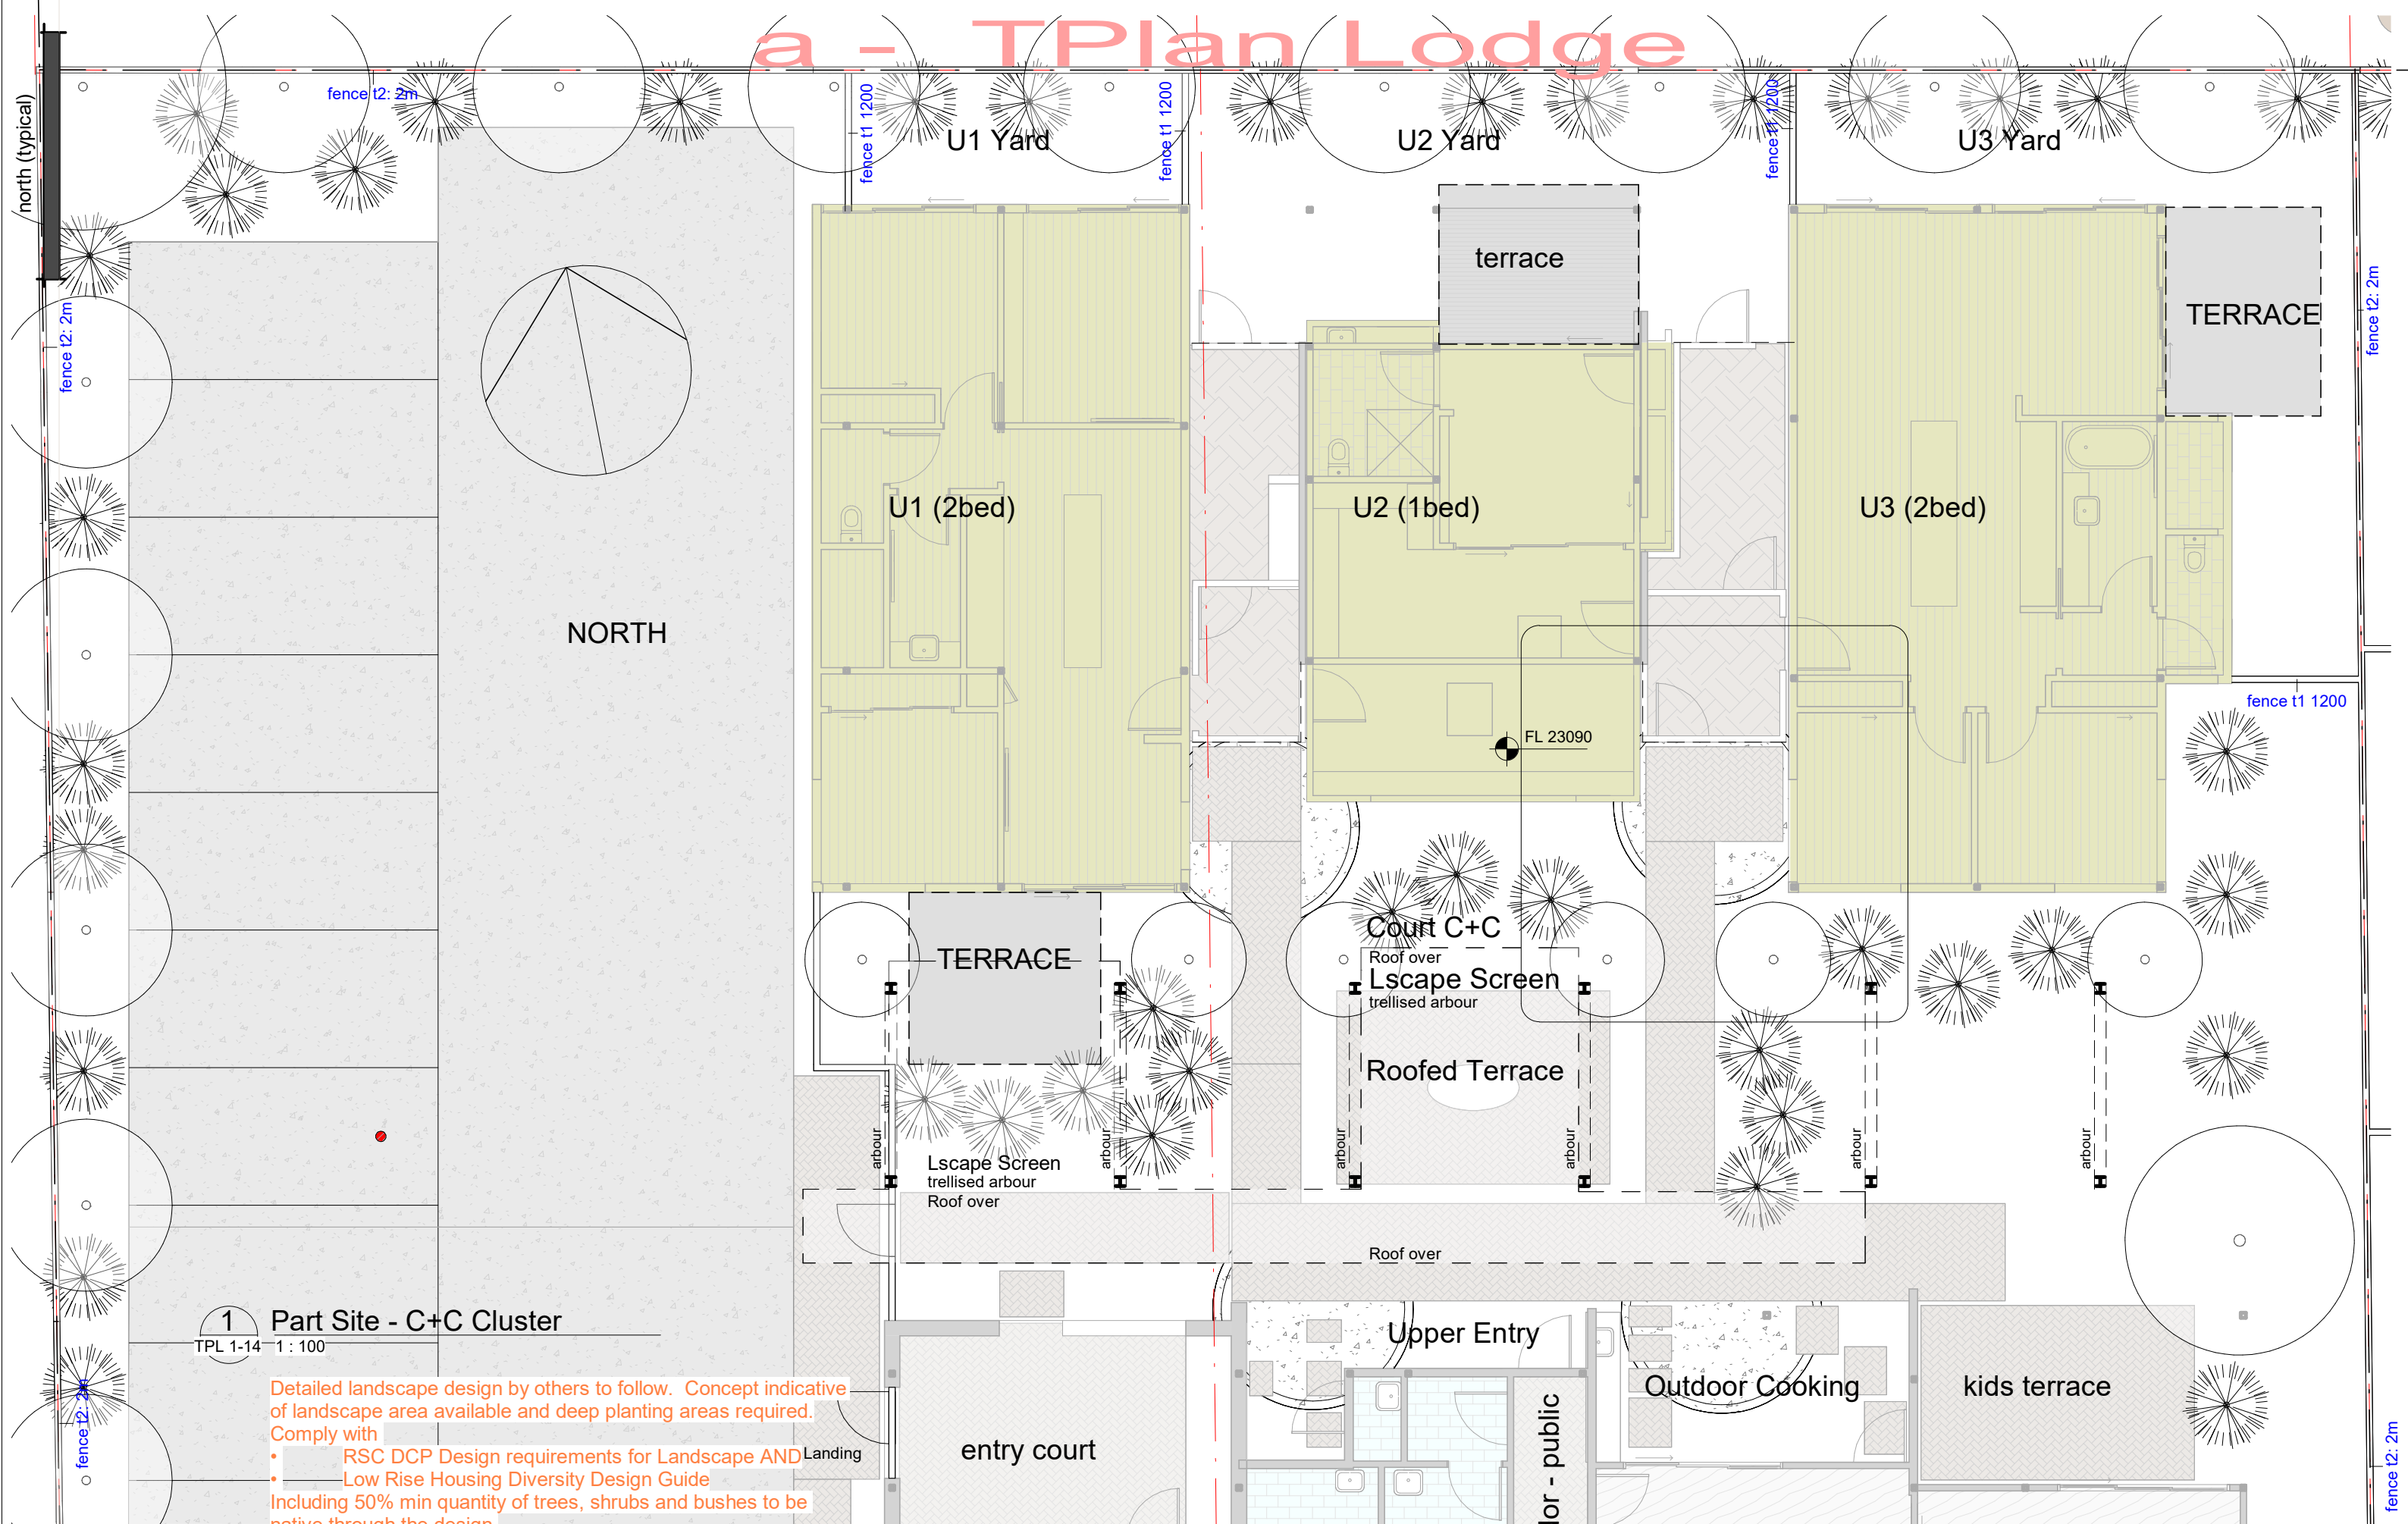 a - TPlan Lodge
north (typical)
fence t2: 2m
fence t1 1200
U1 Yard
fence t1 1200
U2 Yard
fence t1 1200
U3 Yard
terrace
TERRACE
fence t2: 2m
fence t2: 2m
U1 (2bed)
U2 (1bed)
U3 (2bed)
NORTH
fence t1 1200
FL 23090
Court C+C
Roof over
TERRACE
Lscape Screen
trellised arbour
Roofed Terrace
arbour
arbour
arbour
arbour
arbour
arbour
Lscape Screen
trellised arbour
Roof over
Roof over
1
Part Site - C+C Cluster
TPL 1-14
1 : 100
Upper Entry
Outdoor Cooking
kids terrace
Detailed landscape design by others to follow. Concept indicative
of landscape area available and deep planting areas required.
Comply with
• RSC DCP Design requirements for Landscape AND
• Low Rise Housing Diversity Design Guide
Including 50% min quantity of trees, shrubs and bushes to be
native through the design
Landing
entry court
lor - public
fence t2: 2m
fence t2: 2m